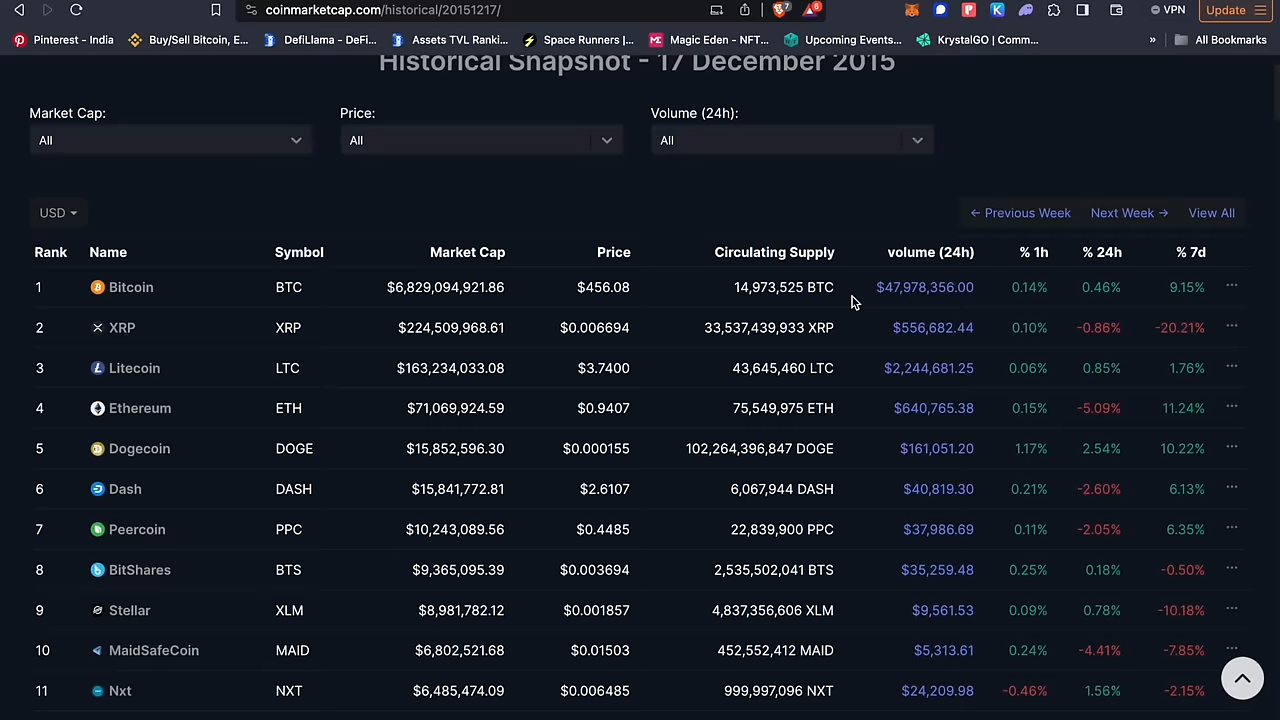 coinmarketcap.com/historical/20151217/
7
6
VPN
Update
Pinterest - India
Buy/Sell Bitcoin, E...
DefiLlama - DeFi...
Assets TVL Ranki...
Space Runners |...
Magic Eden - NFT...
Upcoming Events...
KrystalGO | Comm...
»
All Bookmarks
Historical Snapshot - 17 December 2015
Market Cap: Price: Volume (24h):
All All All
USD ← Previous Week Next Week → View All
Rank Name Symbol Market Cap Price Circulating Supply volume (24h) % 1h % 24h % 7d
1 Bitcoin BTC $6,829,094,921.86 $456.08 14,973,525 BTC $47,978,356.00 0.14% 0.46% 9.15% ...
2 XRP XRP $224,509,968.61 $0.006694 33,537,439,933 XRP $556,682.44 0.10% -0.86% -20.21% ...
3 Litecoin LTC $163,234,033.08 $3.7400 43,645,460 LTC $2,244,681.25 0.06% 0.85% 1.76% ...
4 Ethereum ETH $71,069,924.59 $0.9407 75,549,975 ETH $640,765.38 0.15% -5.09% 11.24% ...
5 Dogecoin DOGE $15,852,596.30 $0.000155 102,264,396,847 DOGE $161,051.20 1.17% 2.54% 10.22% ...
6 Dash DASH $15,841,772.81 $2.6107 6,067,944 DASH $40,819.30 0.21% -2.60% 6.13% ...
7 Peercoin PPC $10,243,089.56 $0.4485 22,839,900 PPC $37,986.69 0.11% -2.05% 6.35% ...
8 BitShares BTS $9,365,095.39 $0.003694 2,535,502,041 BTS $35,259.48 0.25% 0.18% -0.50% ...
9 Stellar XLM $8,981,782.12 $0.001857 4,837,356,606 XLM $9,561.53 0.09% 0.78% -10.18% ...
10 MaidSafeCoin MAID $6,802,521.68 $0.01503 452,552,412 MAID $5,313.61 0.24% -4.41% -7.85% ...
11 Nxt NXT $6,485,474.09 $0.006485 999,997,096 NXT $24,209.98 -0.46% 1.56% -2.15%